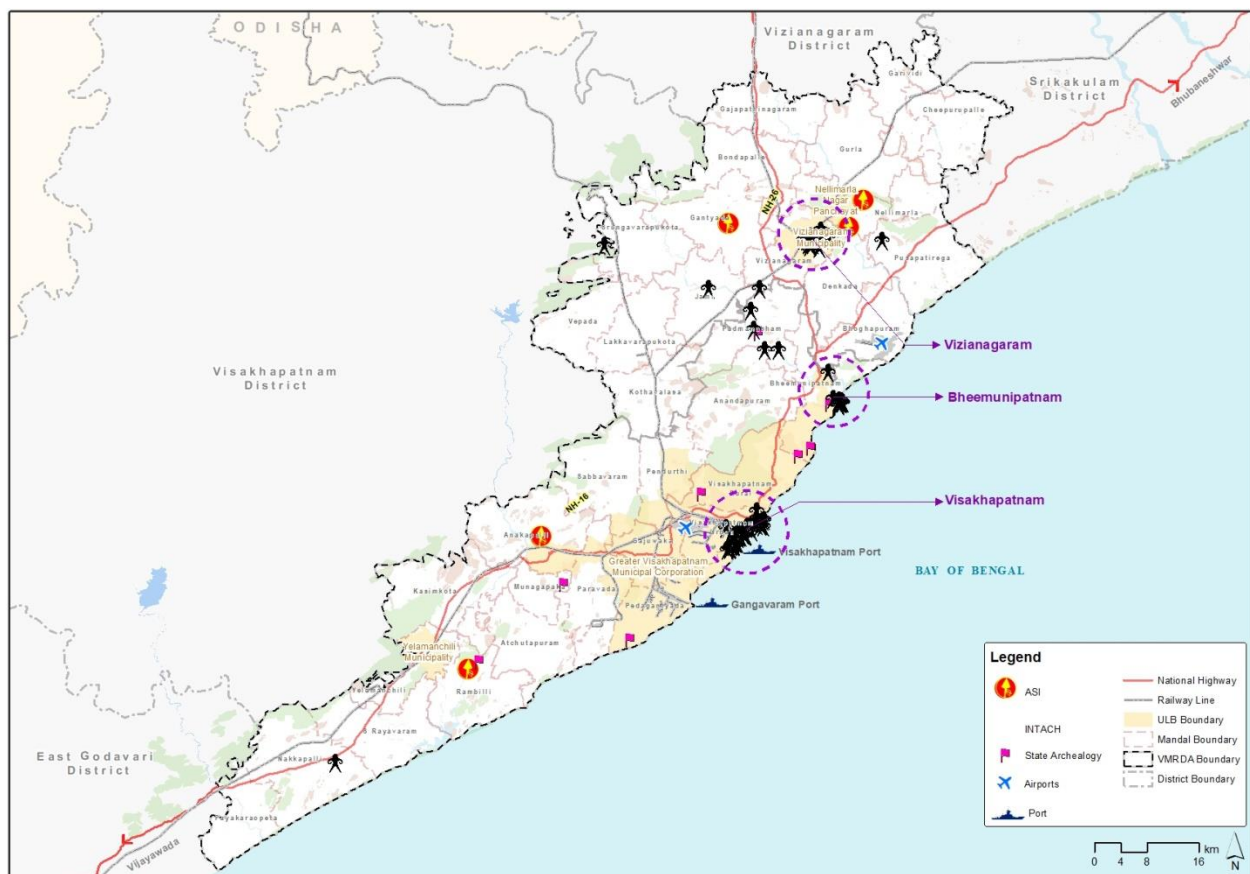 ODISHA
Vizianagaram
District
Srikakulam
District
Bhubaneshwar
Garividi
Gajapathinagaram
Cheepurupalle
Gurla
Bondapalle
NH-26
Nellimarla
Nagar
Panchayat
Nellimarla
Gantyada
Srungavarapukota
Vizianagaram
Municipality
Pusapatirega
Vizianagaram
Denkada
Jami
Vepada
Padmanabham
Bhoghapuram
Lakkavarapukota
Vizianagaram
Visakhapatnam
District
Kothavalasa
Bheemunipatnam
Bheemunipatnam
Anandapuram
Sabbavaram
Pendurthi
Visakhapatnam
Rural
Visakhapatnam
NH-16
Anakapalli
Gajuwaka
Visakhapatnam Port
Greater Visakhapatnam
Municipal Corporation
BAY OF BENGAL
Kasimkota
Munagapaka
Paravada
Pedagantyada
Gangavaram Port
Atchutapuram
Yelamanchili
Municipality
Rambilli
Yelamanchili
S Rayavaram
East Godavari
District
Nakkapalli
Payakaraopeta
Vijayawada
Legend
ASI
INTACH
State Archealogy
Airports
Port
National Highway
Railway Line
ULB Boundary
Mandal Boundary
VMRDA Boundary
District Boundary
0 4 8 16 km
N